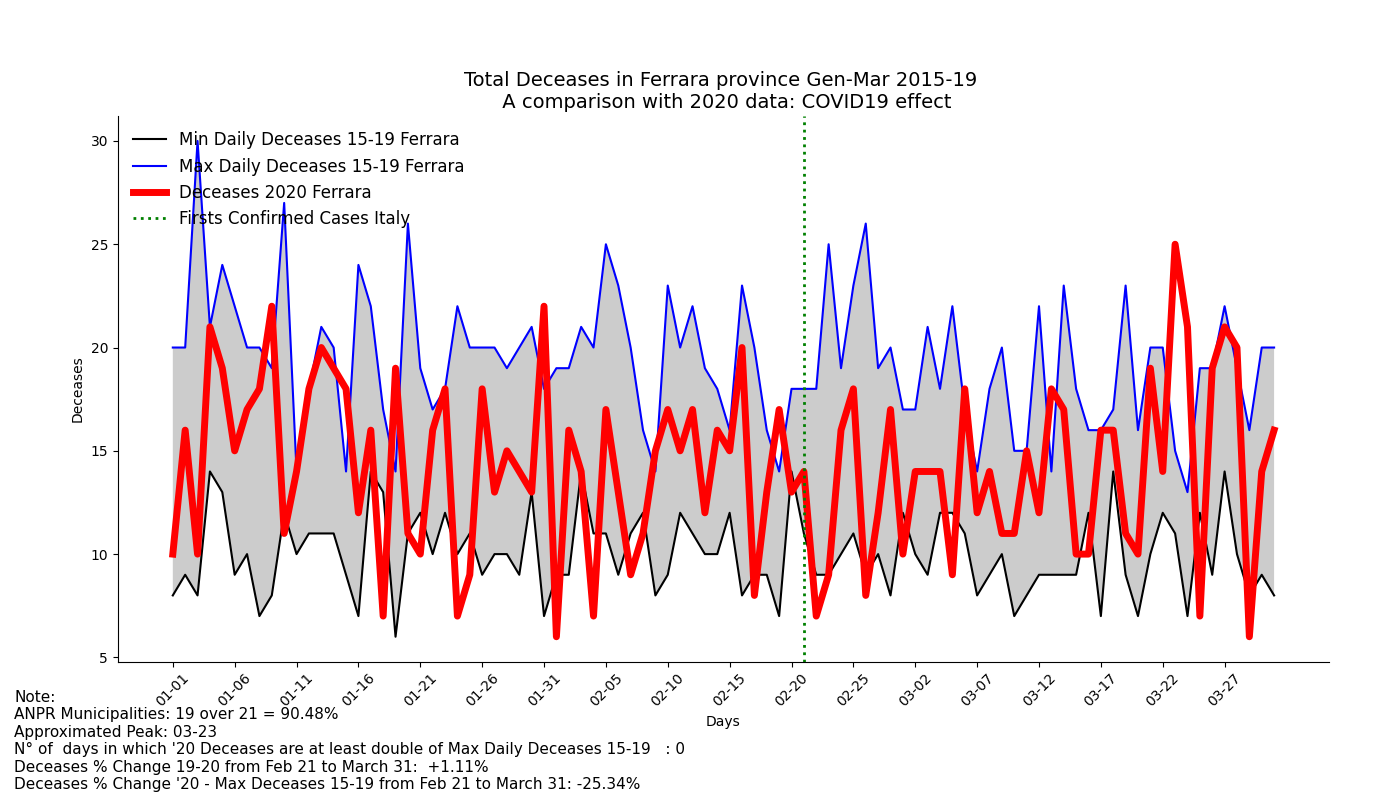 Total Deceases in Ferrara province Gen-Mar 2015-19
A comparison with 2020 data: COVID19 effect
Min Daily Deceases 15-19 Ferrara
Max Daily Deceases 15-19 Ferrara
Deceases 2020 Ferrara
Firsts Confirmed Cases Italy
30
25
20
15
10
5
Deceases
01-01
01-06
01-11
01-16
01-21
01-26
01-31
02-05
02-10
02-15
02-20
02-25
03-02
03-07
03-12
03-17
03-22
03-27
Days
Note:
ANPR Municipalities: 19 over 21 = 90.48%
Approximated Peak: 03-23
N° of  days in which '20 Deceases are at least double of Max Daily Deceases 15-19   : 0
Deceases % Change 19-20 from Feb 21 to March 31:  +1.11%
Deceases % Change '20 - Max Deceases 15-19 from Feb 21 to March 31: -25.34%